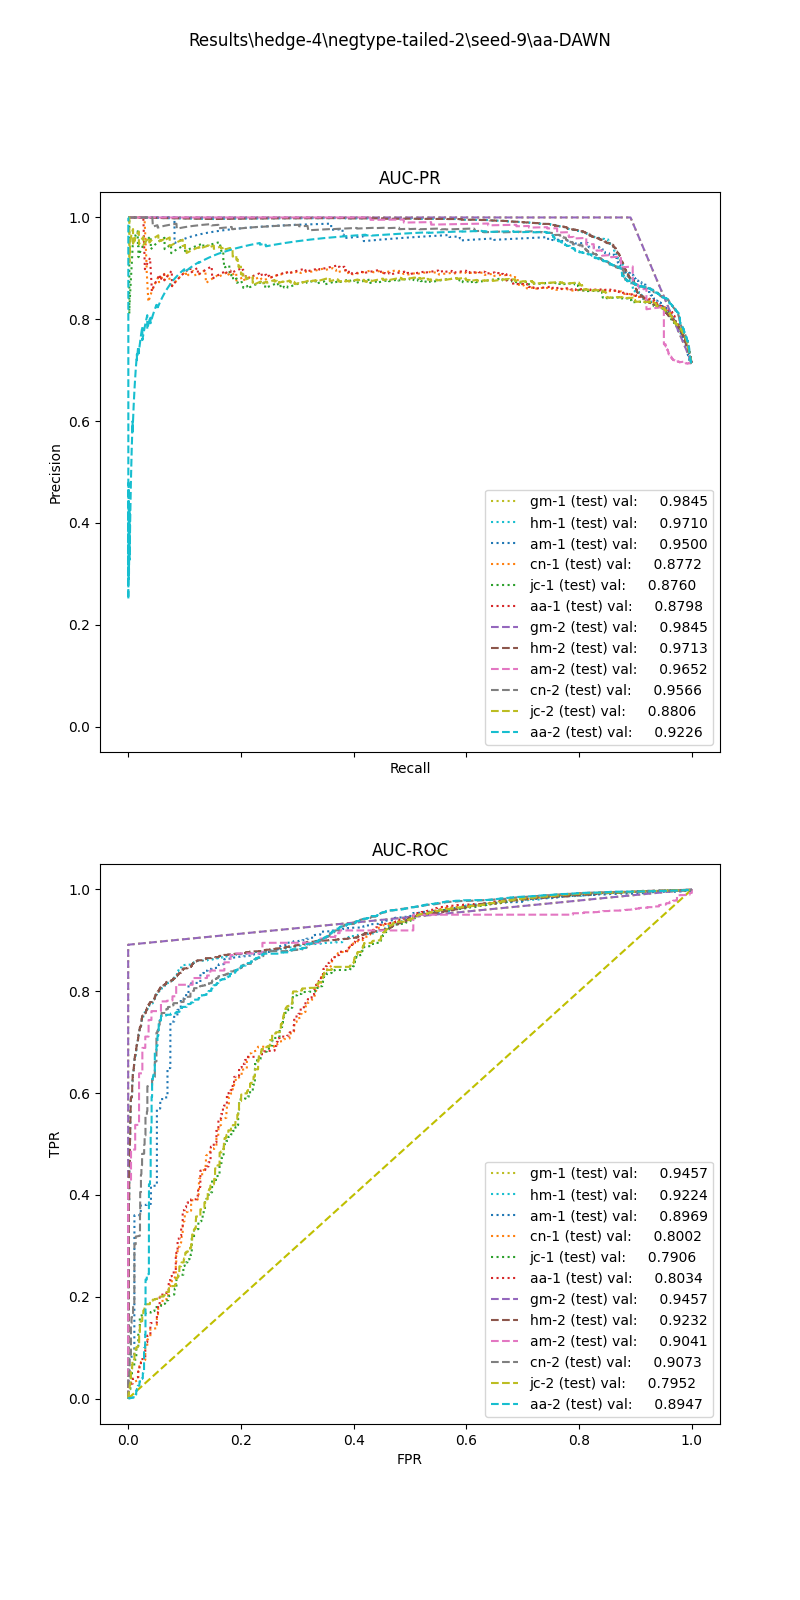 Results\hedge-4\negtype-tailed-2\seed-9\aa-DAWN
AUC-PR
1.0
0.8
0.6
0.4
0.2
0.0
Precision
Recall
gm-1 (test) val: 0.9845
hm-1 (test) val: 0.9710
am-1 (test) val: 0.9500
cn-1 (test) val: 0.8772
jc-1 (test) val: 0.8760
aa-1 (test) val: 0.8798
gm-2 (test) val: 0.9845
hm-2 (test) val: 0.9713
am-2 (test) val: 0.9652
cn-2 (test) val: 0.9566
jc-2 (test) val: 0.8806
aa-2 (test) val: 0.9226
AUC-ROC
1.0
0.8
0.6
0.4
0.2
0.0
TPR
gm-1 (test) val: 0.9457
hm-1 (test) val: 0.9224
am-1 (test) val: 0.8969
cn-1 (test) val: 0.8002
jc-1 (test) val: 0.7906
aa-1 (test) val: 0.8034
gm-2 (test) val: 0.9457
hm-2 (test) val: 0.9232
am-2 (test) val: 0.9041
cn-2 (test) val: 0.9073
jc-2 (test) val: 0.7952
aa-2 (test) val: 0.8947
0.0 0.2 0.4 0.6 0.8 1.0
FPR